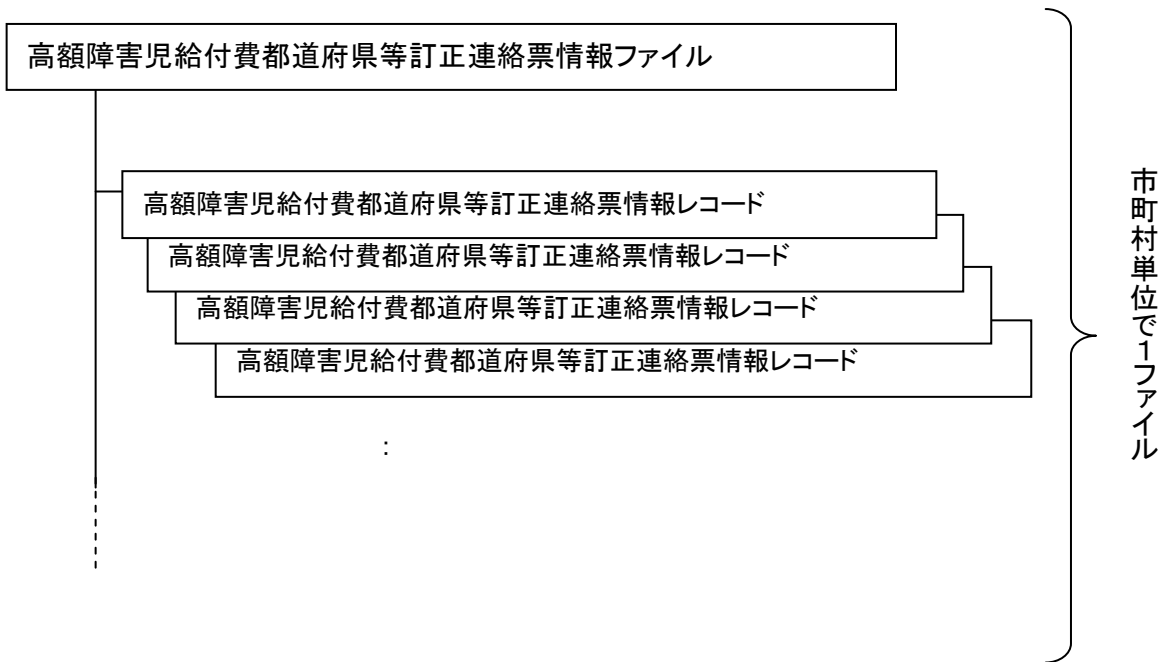 高額障害児給付費都道府県等訂正連絡票情報ファイル
高額障害児給付費都道府県等訂正連絡票情報レコード
高額障害児給付費都道府県等訂正連絡票情報レコード
高額障害児給付費都道府県等訂正連絡票情報レコード
高額障害児給付費都道府県等訂正連絡票情報レコード
:
市町村単位で1ファイル